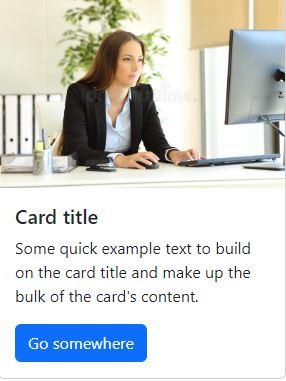 Card title
Some quick example text to build
on the card title and make up the
bulk of the card's content.
Go somewhere